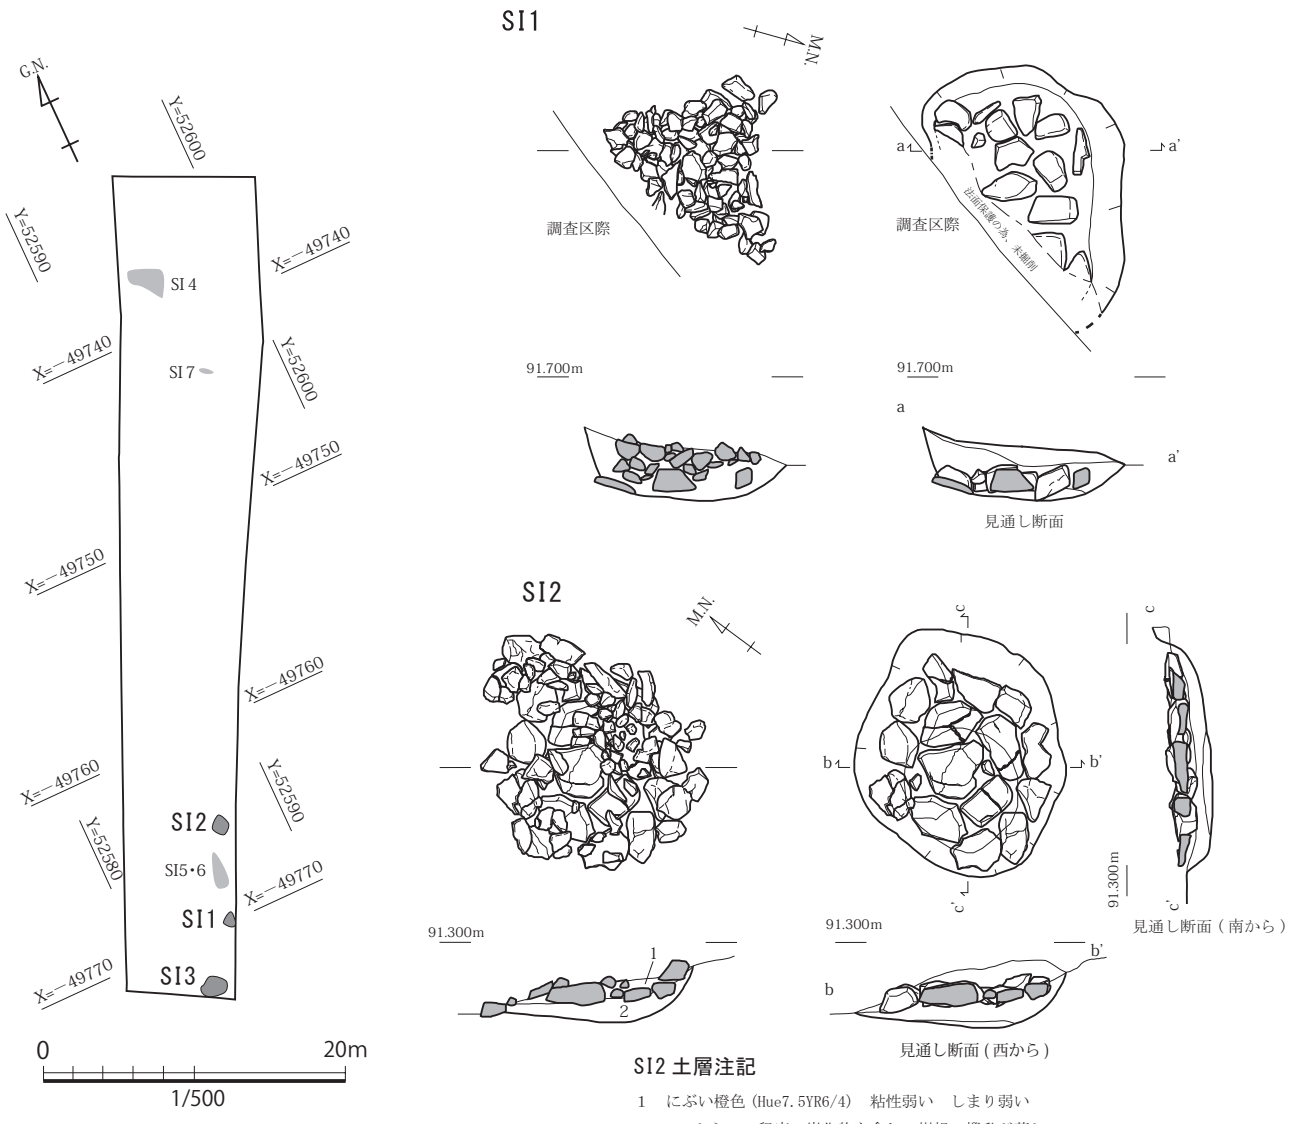 G.N.
Y=52600
Y=52590
X=-49740
SI4
X=-49740
SI7
Y=52600
X=-49750
X=-49750
X=-49760
X=-49760
Y=52590
Y=52580
SI2
SI5・6
X=-49770
SI1
X=-49770
SI3
0 20m
1/500
SI1
M.N.
調査区際
a a'
調査区際
法面保護の為、未掘削
91.700m
91.700m
a
a'
見通し断面
SI2
M.N.
c
b b'
c'
c
91.300m
c'
見通し断面(南から)
91.300m
1
2
91.300m
b'
b
見通し断面(西から)
SI2 土層注記
1 にぶい橙色 (Hue7.5YR6/4) 粘性弱い しまり弱い